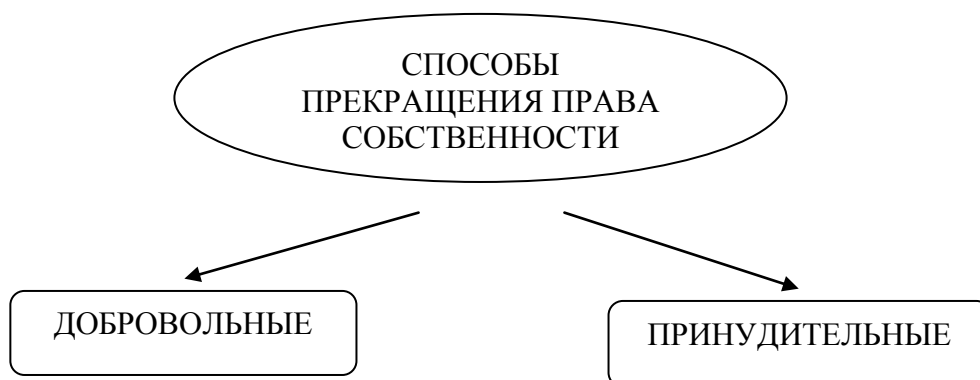 СПОСОБЫ
ПРЕКРАЩЕНИЯ ПРАВА
СОБСТВЕННОСТИ
ДОБРОВОЛЬНЫЕ
ПРИНУДИТЕЛЬНЫЕ